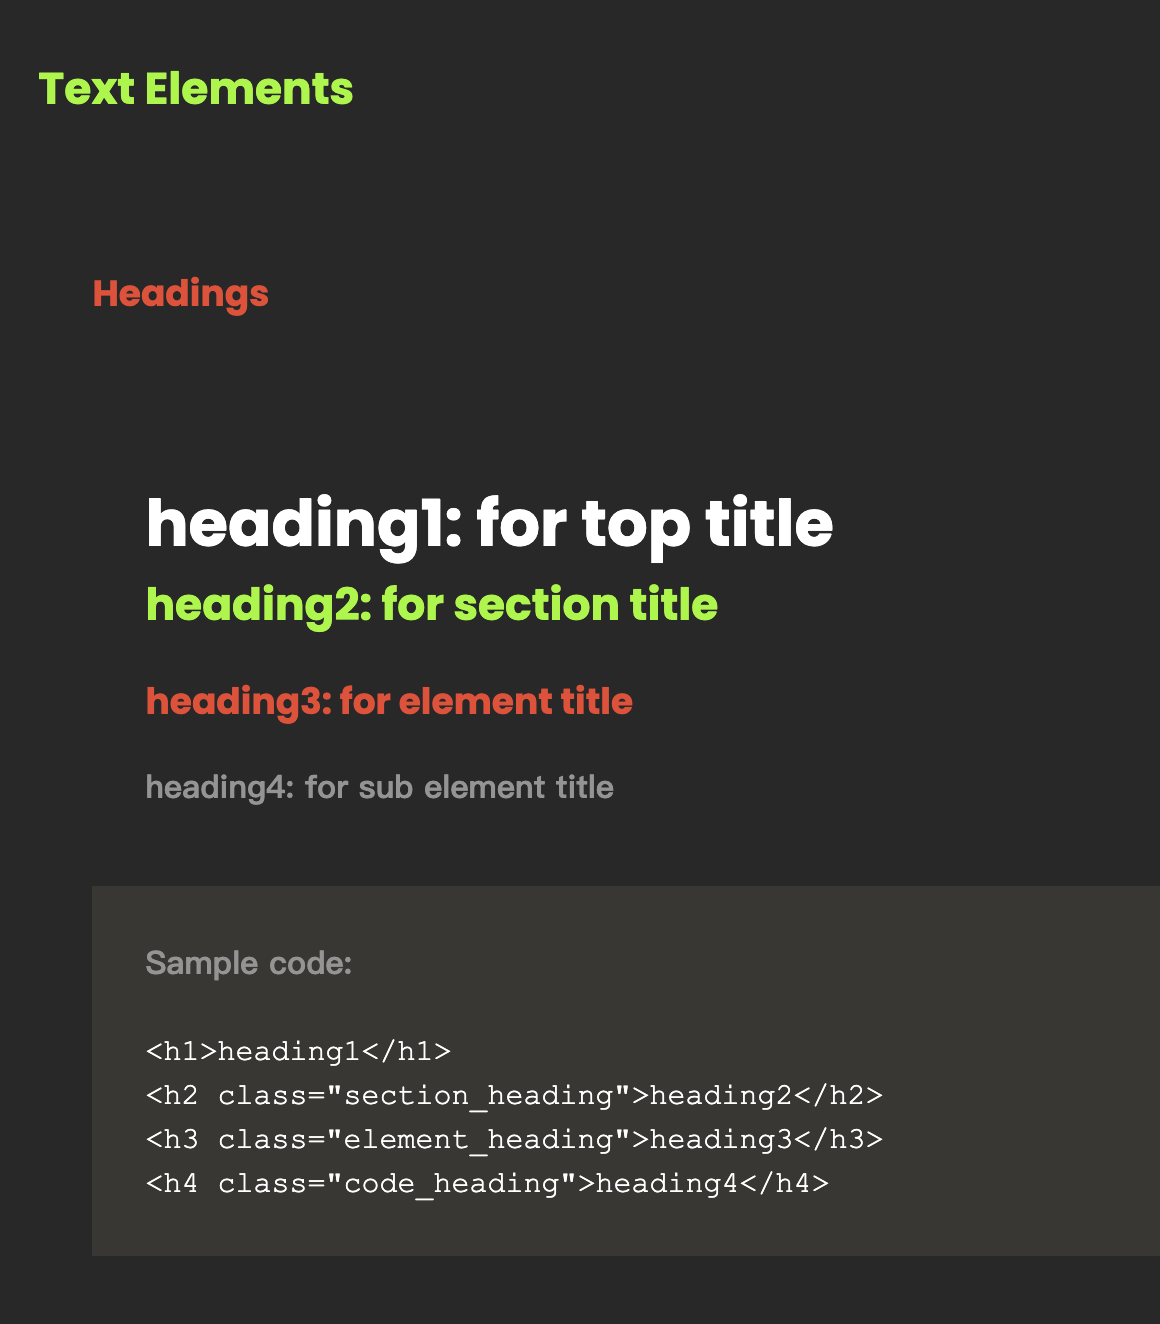 Text Elements
Headings
heading1: for top title
heading2: for section title
heading3: for element title
heading4: for sub element title
Sample code:
<h1>heading1</h1>
<h2 class="section_heading">heading2</h2>
<h3 class="element_heading">heading3</h3>
<h4 class="code_heading">heading4</h4>